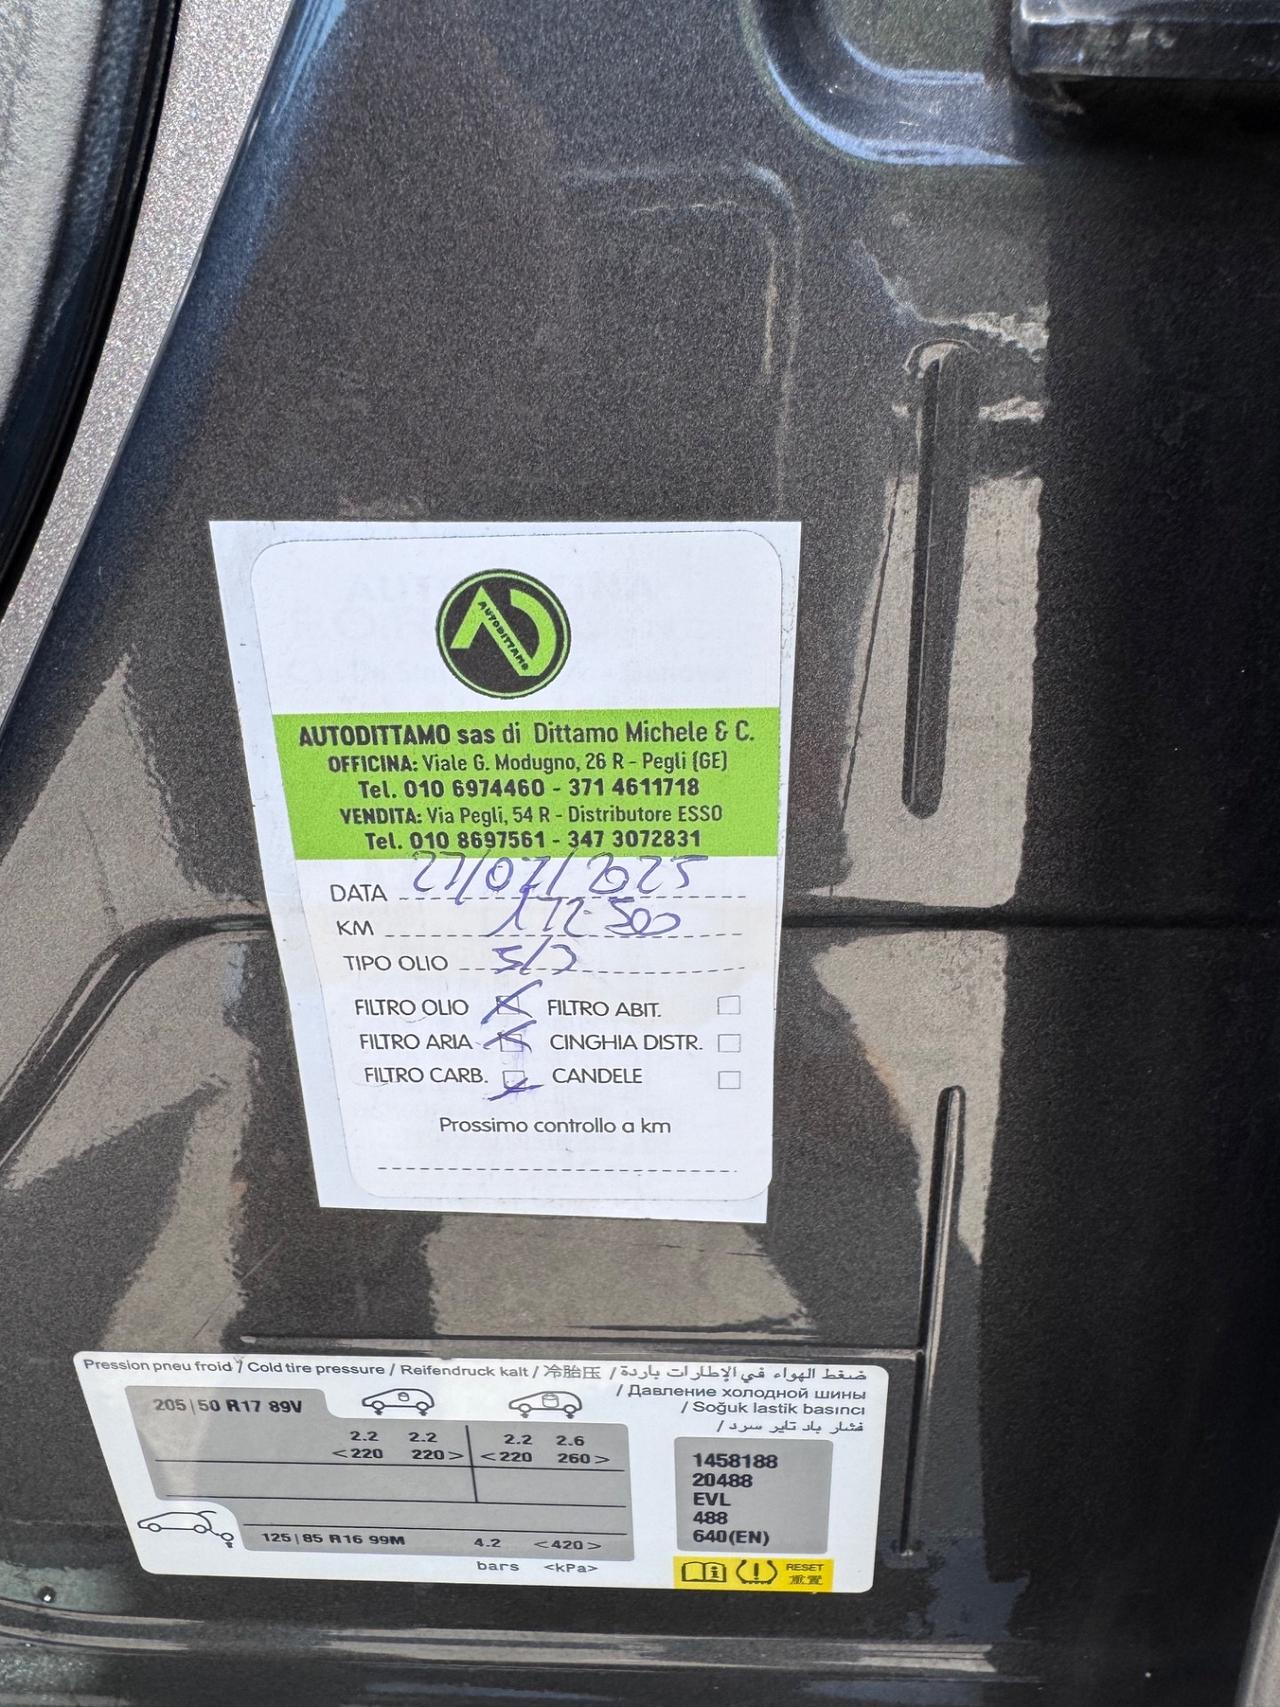 AUTODITTAMO
AUTODITTAMO sas di Dittamo Michele & C.
OFFICINA: Viale G. Modugno, 26 R - Pegli (GE)
Tel. 010 6974460 - 371 4611718
VENDITA: Via Pegli, 54 R - Distributore ESSO
Tel. 010 8697561 - 347 3072831
DATA /07/2025
KM 172.500
TIPO OLIO
FILTRO OLIO FILTRO ABIT.
FILTRO ARIA CINGHIA DISTR.
FILTRO CARB. CANDELE
Prossimo controllo a km
Pression pneu froid / Cold tire pressure / Reifendruck kalt / 冷胎压 / ضغط الهواء في الإطارات باردة
/ Давление холодной шины
/ Soğuk lastik basıncı
/ فشار باد تایر سرد
205|50 R17 89V
2.2 2.2 2.2 2.6
<220 220> <220 260>
125|85 R16 99M 4.2 <420>
bars <kPa>
1458188
20488
EVL
488
640(EN)
RESET
重置